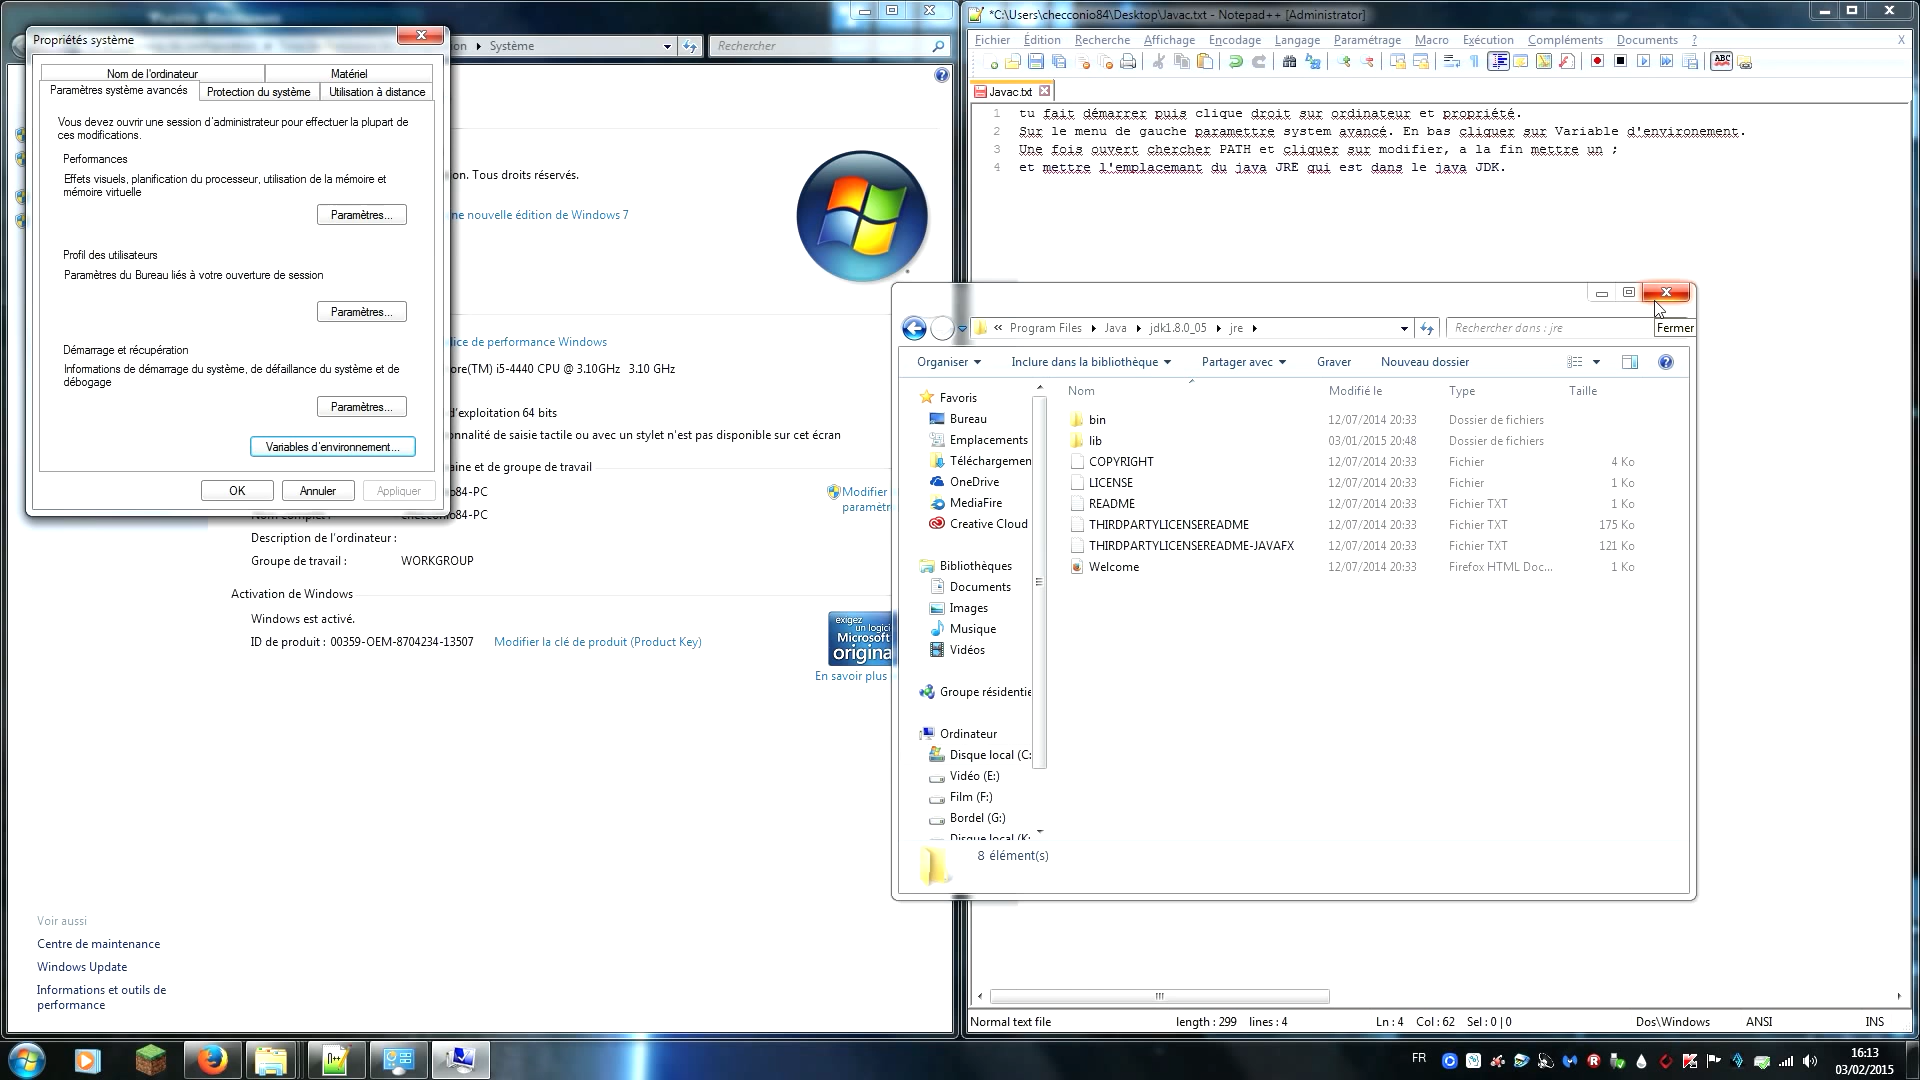 Propriétés système
Nom de l'ordinateur
Matériel
Paramètres système avancés
Protection du système
Utilisation à distance
Vous devez ouvrir une session d'administrateur pour effectuer la plupart de
ces modifications.
Performances
Effets visuels, planification du processeur, utilisation de la mémoire et
mémoire virtuelle
Paramètres...
Profil des utilisateurs
Paramètres du Bureau liés à votre ouverture de session
Paramètres...
Démarrage et récupération
Informations de démarrage du système, de défaillance du système et de
débogage
Paramètres...
Variables d'environnement...
OK
Annuler
Appliquer
Système
Rechercher
on. Tous droits réservés.
ne nouvelle édition de Windows 7
ice de performance Windows
ore(TM) i5-4440 CPU @ 3.10GHz 3.10 GHz
d'exploitation 64 bits
onnalité de saisie tactile ou avec un stylet n'est pas disponible sur cet écran
aine et de groupe de travail
o84-PC
Modifier
paramètr
checconio84-PC
Description de l'ordinateur :
Groupe de travail : WORKGROUP
Activation de Windows
Windows est activé.
ID de produit : 00359-OEM-8704234-13507 Modifier la clé de produit (Product Key)
exigez
un logici
Microsoft
origina
En savoir plus
Voir aussi
Centre de maintenance
Windows Update
Informations et outils de
performance
*C:\Users\checconio84\Desktop\Javac.txt - Notepad++ [Administrator]
Fichier Édition Recherche Affichage Encodage Langage Paramétrage Macro Exécution Compléments Documents ? X
ABC
Javac.txt
1 tu fait démarrer puis clique droit sur ordinateur et propriété.
2 Sur le menu de gauche paramettre system avancé. En bas cliquer sur Variable d'environement.
3 Une fois ouvert chercher PATH et cliquer sur modifier, a la fin mettre un ;
4 et mettre l'emplacemant du java JRE qui est dans le java JDK.
« Program Files Java jdk1.8.0_05 jre
Rechercher dans : jre
Fermer
Organiser Inclure dans la bibliothèque Partager avec Graver Nouveau dossier
Nom Modifié le Type Taille
bin 12/07/2014 20:33 Dossier de fichiers
lib 03/01/2015 20:48 Dossier de fichiers
COPYRIGHT 12/07/2014 20:33 Fichier 4 Ko
LICENSE 12/07/2014 20:33 Fichier 1 Ko
README 12/07/2014 20:33 Fichier TXT 1 Ko
THIRDPARTYLICENSEREADME 12/07/2014 20:33 Fichier TXT 175 Ko
THIRDPARTYLICENSEREADME-JAVAFX 12/07/2014 20:33 Fichier TXT 121 Ko
Welcome 12/07/2014 20:33 Firefox HTML Doc... 1 Ko
Favoris
Bureau
Emplacements
Téléchargemen
OneDrive
MediaFire
Creative Cloud
Bibliothèques
Documents
Images
Musique
Vidéos
Groupe résidentie
Ordinateur
Disque local (C:
Vidéo (E:)
Film (F:)
Bordel (G:)
Disque local (K:
8 élément(s)
Normal text file length : 299 lines : 4 Ln : 4 Col : 62 Sel : 0 | 0 Dos\Windows ANSI INS
FR
16:13
03/02/2015